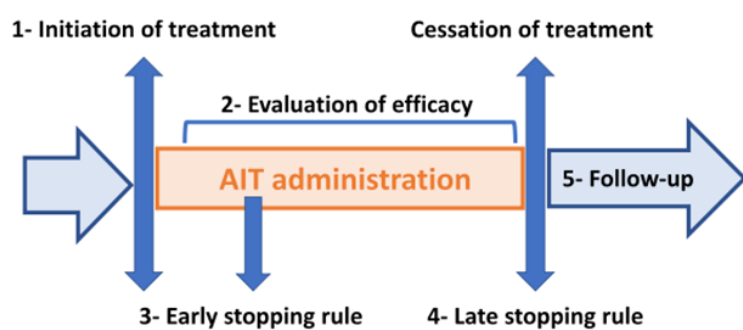 1- Initiation of treatment
Cessation of treatment
2- Evaluation of efficacy
AIT administration
5- Follow-up
3- Early stopping rule
4- Late stopping rule